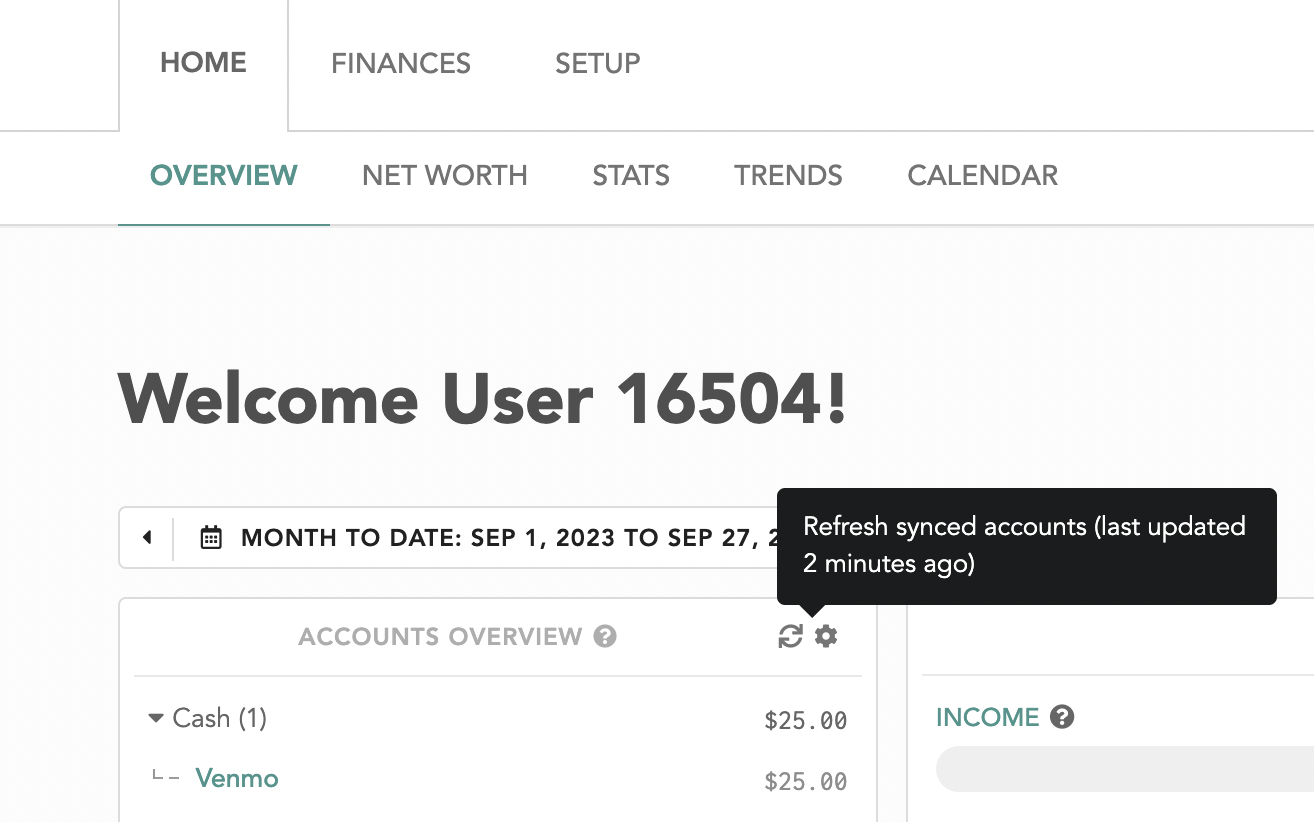 HOME FINANCES SETUP
OVERVIEW NET WORTH STATS TRENDS CALENDAR
Welcome User 16504!
MONTH TO DATE: SEP 1, 2023 TO SEP 27, 2
Refresh synced accounts (last updated
2 minutes ago)
ACCOUNTS OVERVIEW
Cash (1) $25.00
INCOME
Venmo $25.00